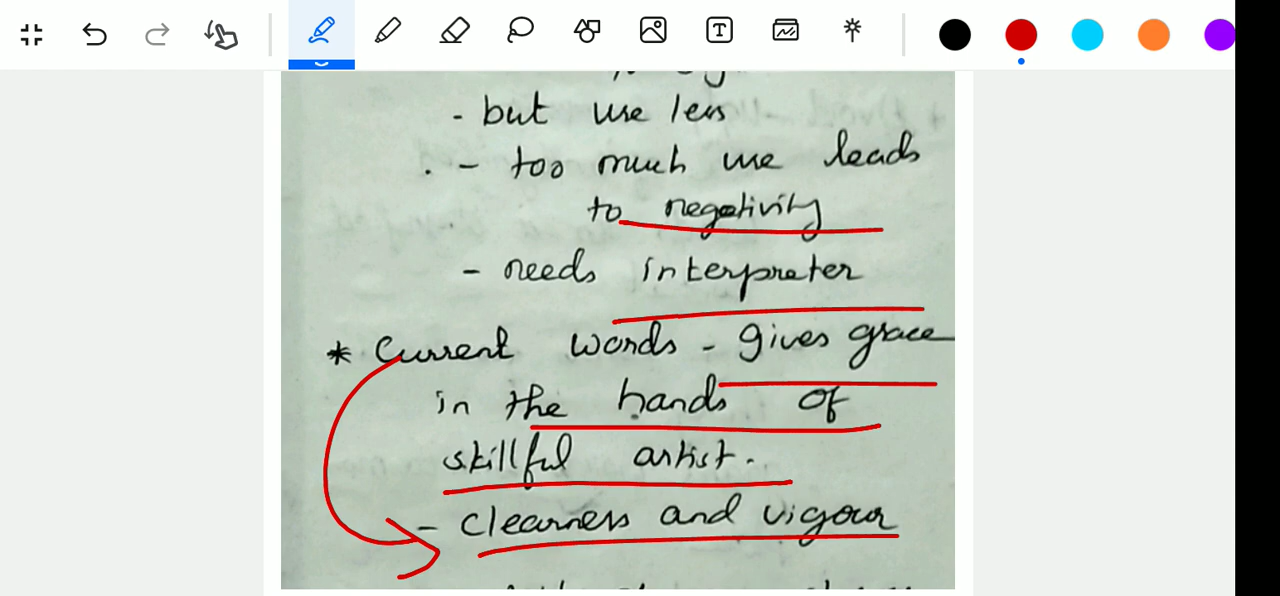 - but use less
. - too much use leads
to negativity
- needs interpreter
* Current words - gives grace
in the hands of
skillful artist.
- clearness and vigour